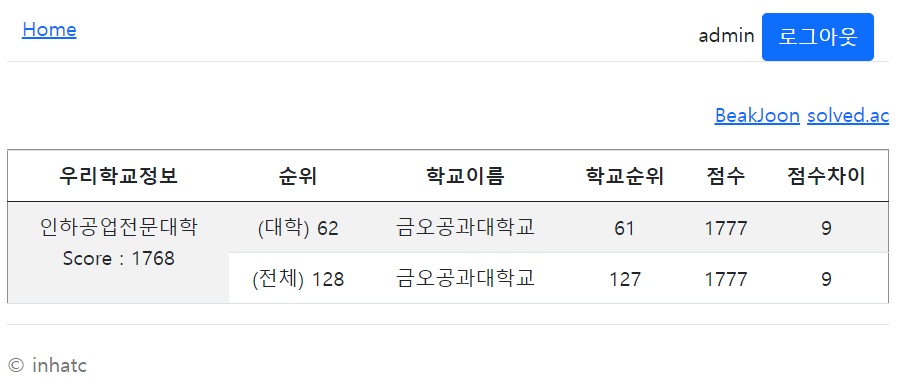 Home admin 로그아웃
BeakJoon solved.ac
우리학교정보 순위 학교이름 학교순위 점수 점수차이
인하공업전문대학 (대학) 62 금오공과대학교 61 1777 9
Score : 1768
(전체) 128 금오공과대학교 127 1777 9
© inhatc